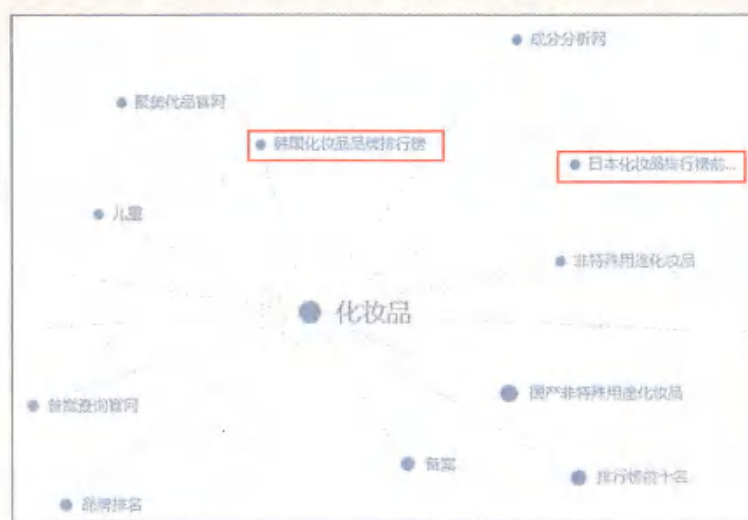 成分分析网
聚美优品官网
韩国化妆品品牌排行榜
日本化妆品排行榜前...
儿童
非特殊用途化妆品
化妆品
国产非特殊用途化妆品
备案查询官网
备案
排行榜前十名
品牌排名